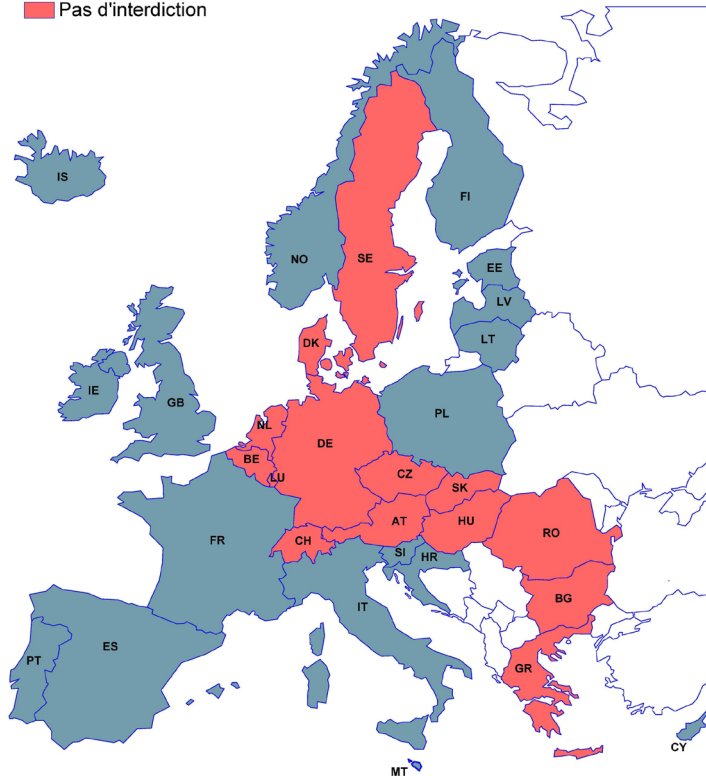 Pas d'interdiction
IS
FI
NO
SE
EE
LV
LT
DK
IE
GB
PL
NL
DE
BE
LU
CZ
SK
FR
CH
AT
HU
RO
SI
HR
BG
IT
PT
ES
GR
CY
MT